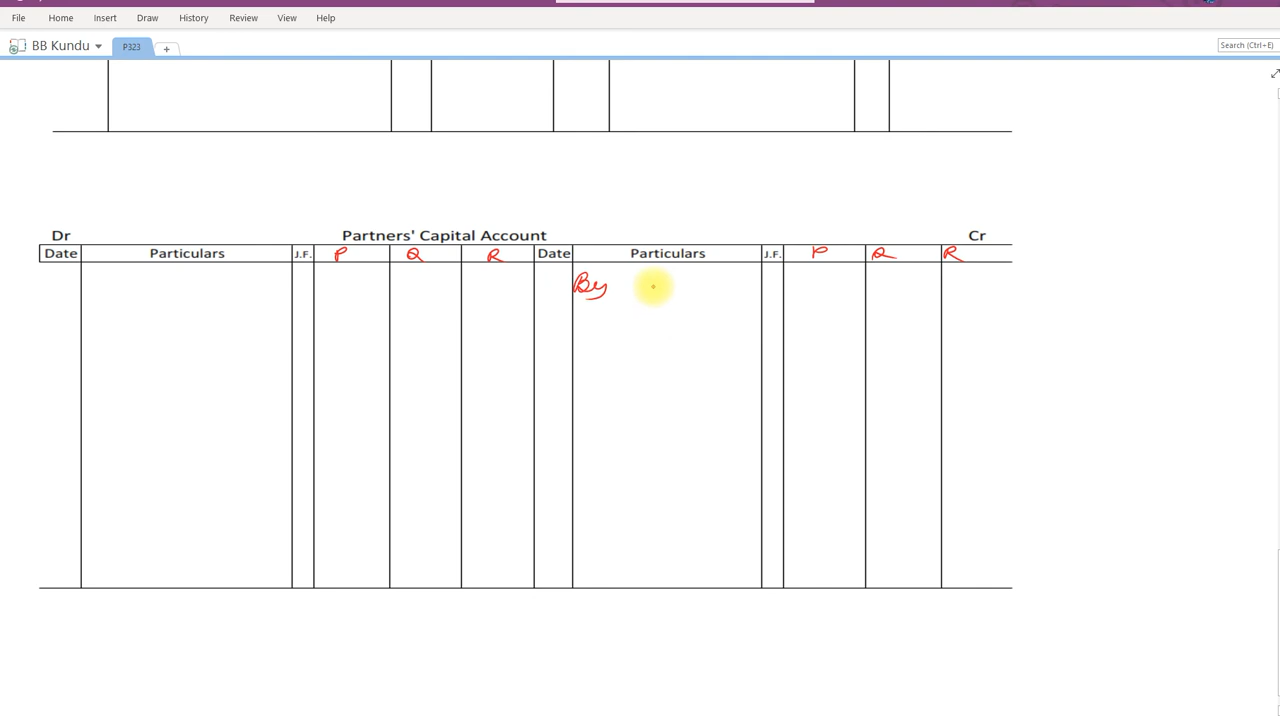 File Home Insert Draw History Review View Help
BB Kundu P323 Search (Ctrl+E)
Dr Partners' Capital Account Cr
Date Particulars J.F. P Q R Date Particulars J.F. P Q R
By